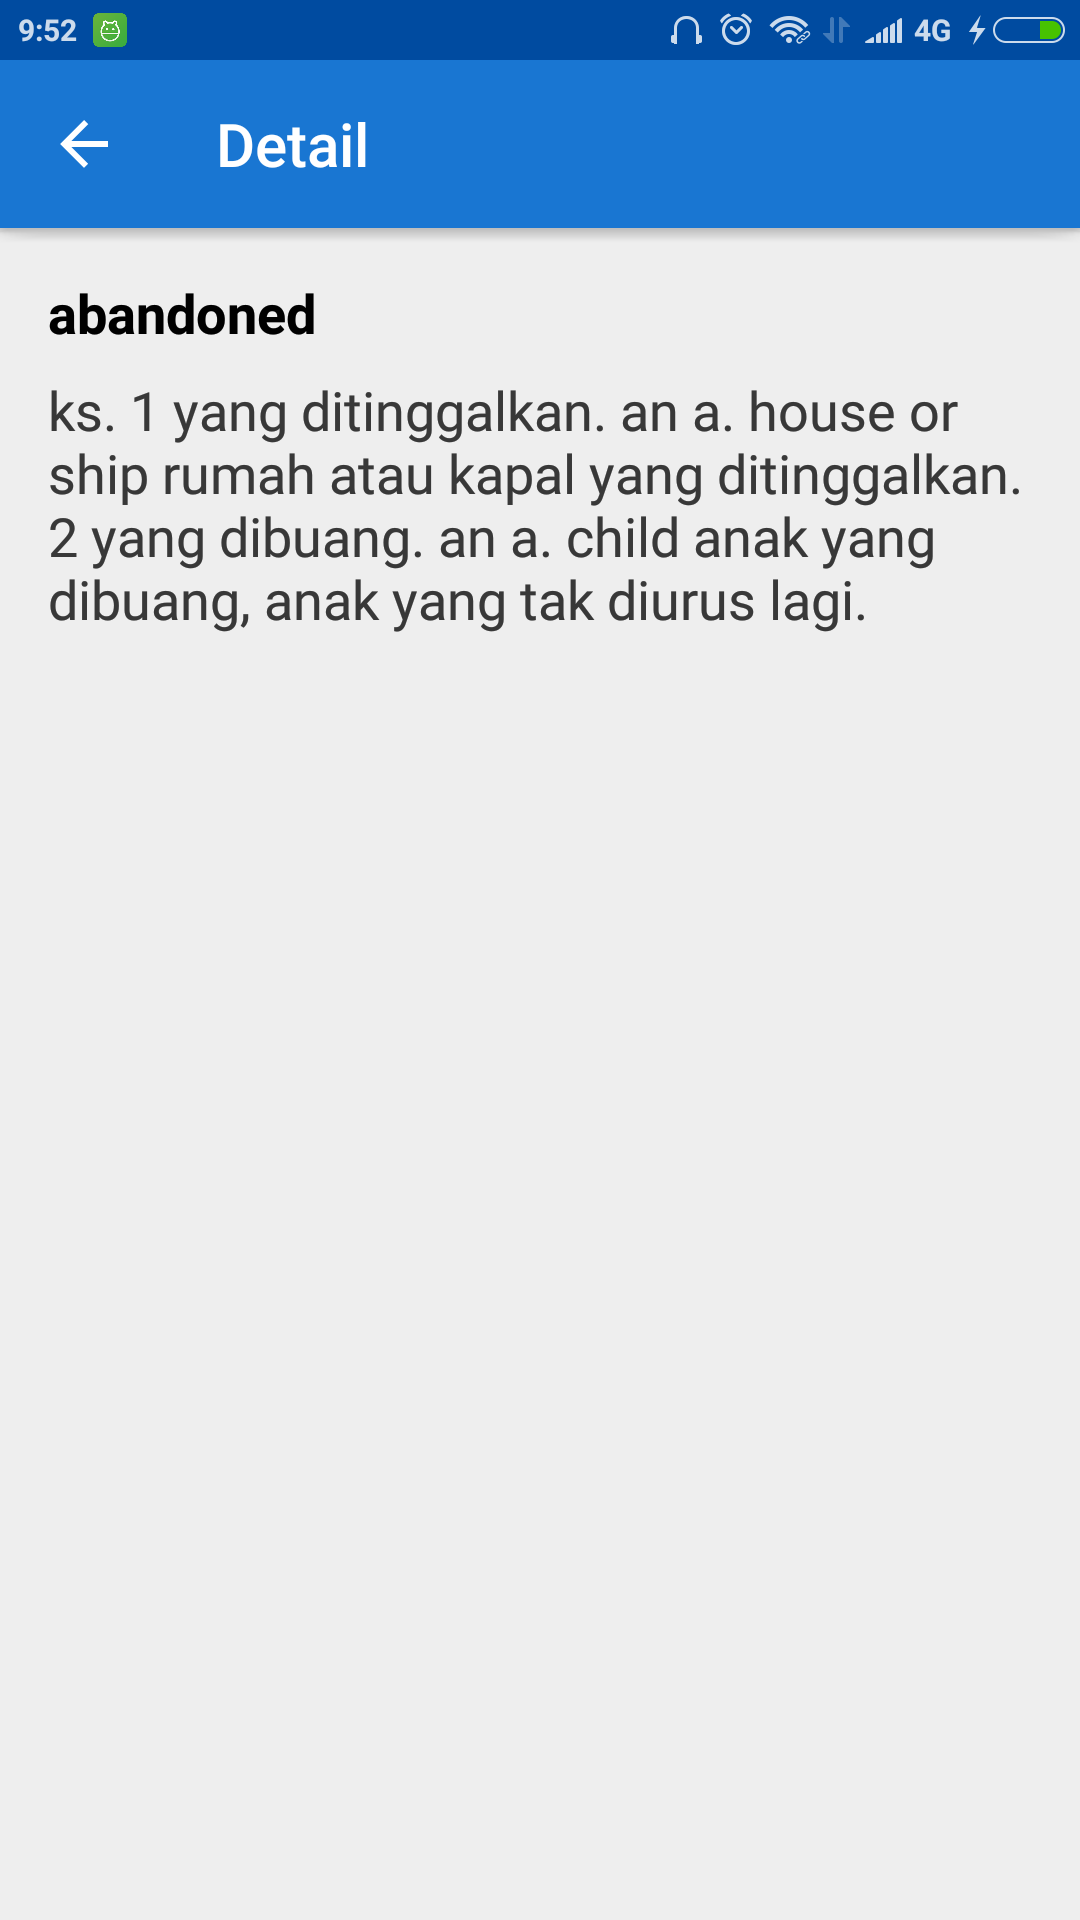 9:52
4G
Detail
abandoned
ks. 1 yang ditinggalkan. an a. house or
ship rumah atau kapal yang ditinggalkan.
2 yang dibuang. an a. child anak yang
dibuang, anak yang tak diurus lagi.